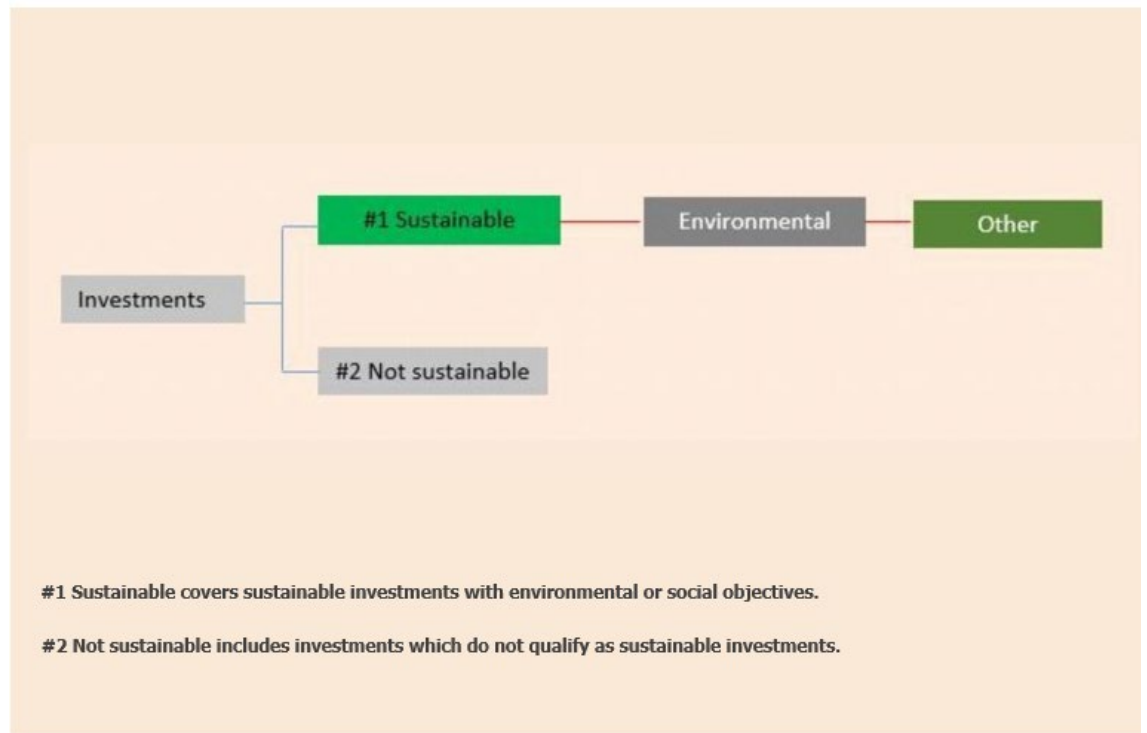 #1 Sustainable
Environmental
Other
Investments
#2 Not sustainable
#1 Sustainable covers sustainable investments with environmental or social objectives.
#2 Not sustainable includes investments which do not qualify as sustainable investments.